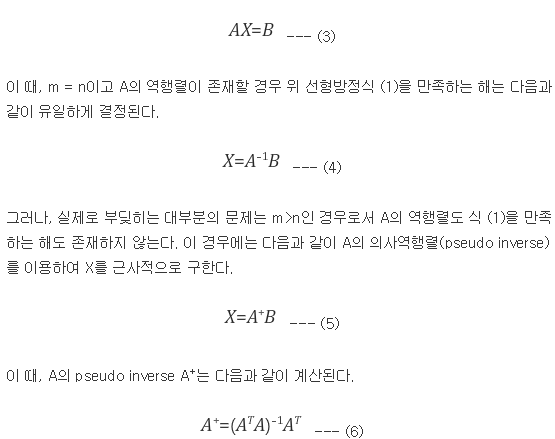 AX=B --- (3)
이 때, m = n이고 A의 역행렬이 존재할 경우 위 선형방정식 (1)을 만족하는 해는 다음과
같이 유일하게 결정된다.
X=A⁻¹B --- (4)
그러나, 실제로 부딪히는 대부분의 문제는 m>n인 경우로서 A의 역행렬도 식 (1)을 만족
하는 해도 존재하지 않는다. 이 경우에는 다음과 같이 A의 의사역행렬(pseudo inverse)
를 이용하여 X를 근사적으로 구한다.
X=A⁺B --- (5)
이 때, A의 pseudo inverse A⁺는 다음과 같이 계산된다.
A⁺=(AᵀA)⁻¹Aᵀ --- (6)